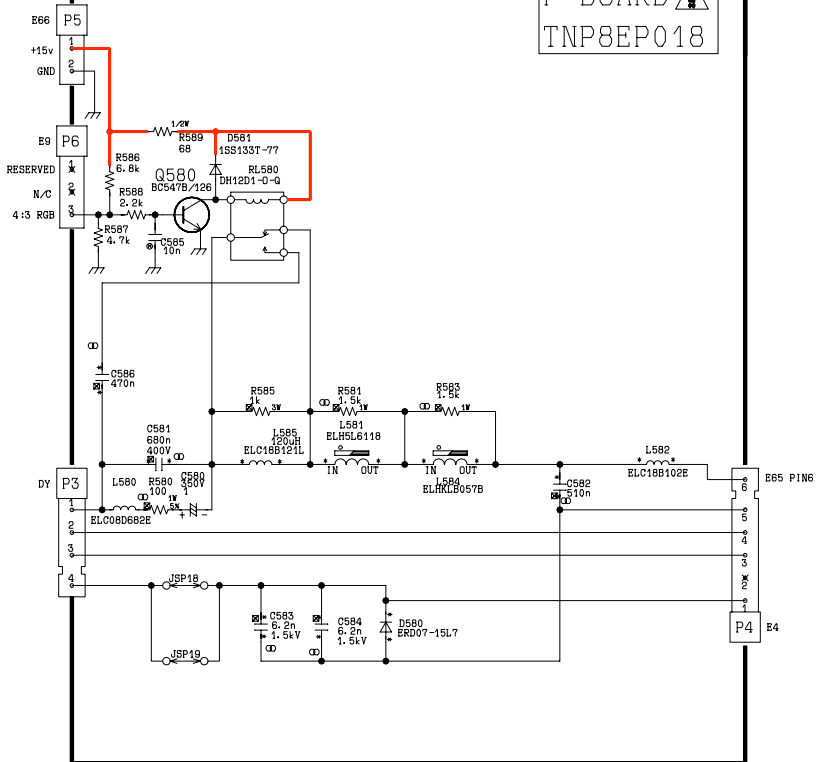 P-BOARD
TNP8EP018
E66 P5
1
+15v
2
GND
E9 P6
1
RESERVED
2
N/C
3
4:3 RGB
R586
6.8k
R588
2.2k
R587
4.7k
C585
10n
Q580
BC547B/126
1/2W
R589
68
D581
1SS133T-77
RL580
DH12D1-O-Q
C586
470n
R585
1k
3W
R581
1.5k
1W
R583
1.5k
1W
C581
680n
400V
L585
120uH
ELC18B121L
L581
ELH5L6118
IN OUT
IN OUT
L584
ELHKLB057B
L582
ELC18B102E
C582
510n
DY P3
L580
ELC08D682E
R580
100
1W
5%
C580
350V
1
+ -
1
2
3
4
JSP18
JSP19
C583
6.2n
1.5kV
C584
6.2n
1.5kV
D580
ERD07-15L7
E65 PIN6
6
5
4
3
2
1
P4 E4